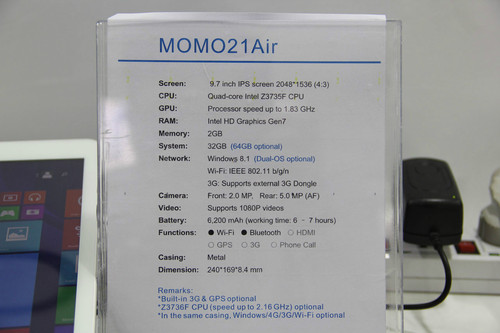 MOMO21Air
Screen: 9.7 inch IPS screen 2048*1536 (4:3)
CPU: Quad-core Intel Z3735F CPU
GPU: Processor speed up to 1.83 GHz
RAM: Intel HD Graphics Gen7
Memory: 2GB
System: 32GB (64GB optional)
Network: Windows 8.1 (Dual-OS optional)
Wi-Fi: IEEE 802.11 b/g/n
3G: Supports external 3G Dongle
Camera: Front: 2.0 MP, Rear: 5.0 MP (AF)
Video: Supports 1080P videos
Battery: 6,200 mAh (working time: 6 - 7 hours)
Functions: ● Wi-Fi ● Bluetooth ○ HDMI
○ GPS ○ 3G ○ Phone Call
Casing: Metal
Dimension: 240*169*8.4 mm
Remarks:
*Built-in 3G & GPS optional
*Z3736F CPU (speed up to 2.16 GHz) optional
*In the same casing, Windows/4G/3G/Wi-Fi optional